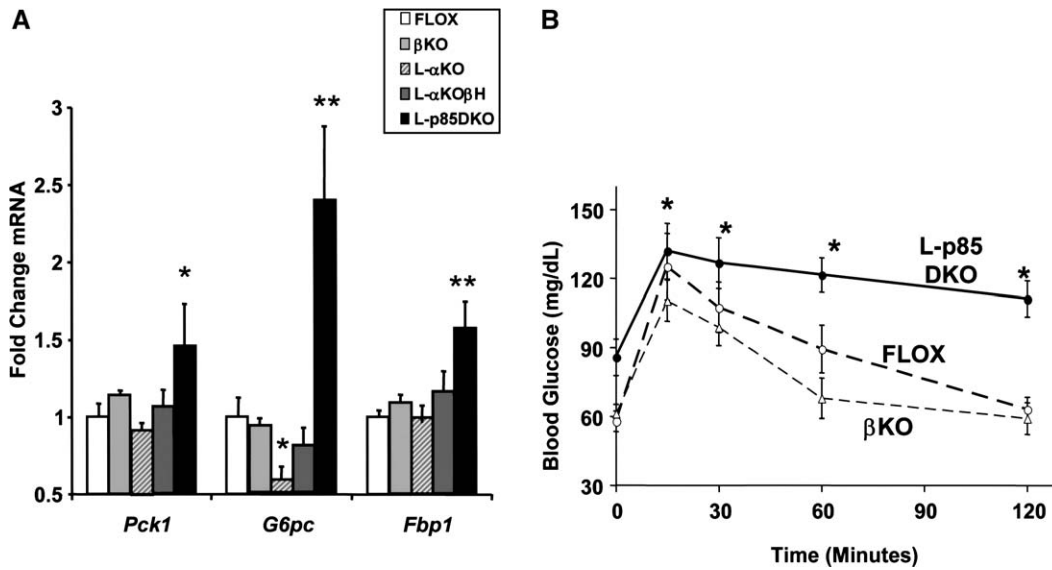 A
FLOX
βKO
L-αKO
L-αKOβH
L-p85DKO
Fold Change mRNA
3
2.5
2
1.5
1
0.5
*
*
**
**
Pck1
G6pc
Fbp1
B
Blood Glucose (mg/dL)
150
120
90
60
30
*
*
*
*
L-p85
DKO
FLOX
βKO
0
30
60
90
120
Time (Minutes)